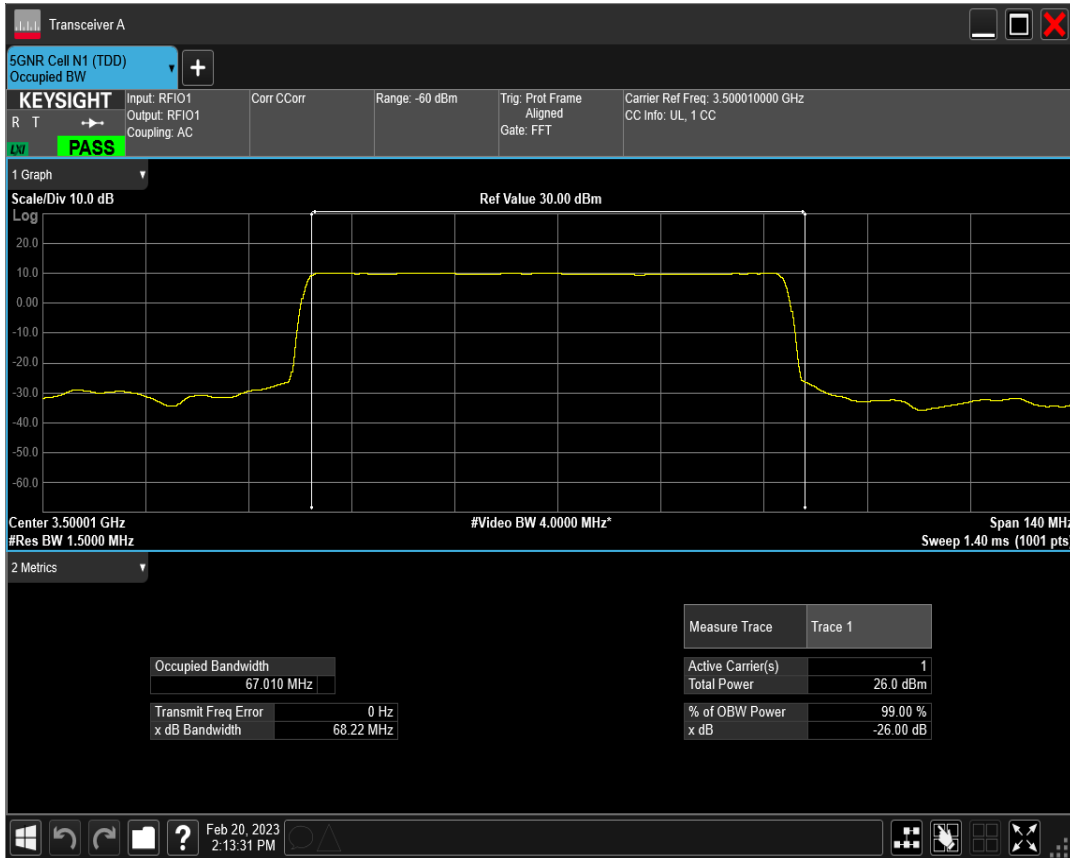 Transceiver A
5GNR Cell N1 (TDD)
Occupied BW
+
KEYSIGHT
R T
LXI
PASS
Input: RFIO1
Output: RFIO1
Coupling: AC
Corr CCorr
Range: -60 dBm
Trig: Prot Frame
Aligned
Gate: FFT
Carrier Ref Freq: 3.500010000 GHz
CC Info: UL, 1 CC
1 Graph
Scale/Div 10.0 dB
Ref Value 30.00 dBm
Log
20.0
10.0
0.00
-10.0
-20.0
-30.0
-40.0
-50.0
-60.0
Center 3.50001 GHz
#Video BW 4.0000 MHz*
Span 140 MHz
#Res BW 1.5000 MHz
Sweep 1.40 ms (1001 pts)
2 Metrics
Measure Trace Trace 1
Occupied Bandwidth
67.010 MHz
Active Carrier(s) 1
Total Power 26.0 dBm
Transmit Freq Error 0 Hz
x dB Bandwidth 68.22 MHz
% of OBW Power 99.00 %
x dB -26.00 dB
?
Feb 20, 2023
2:13:31 PM